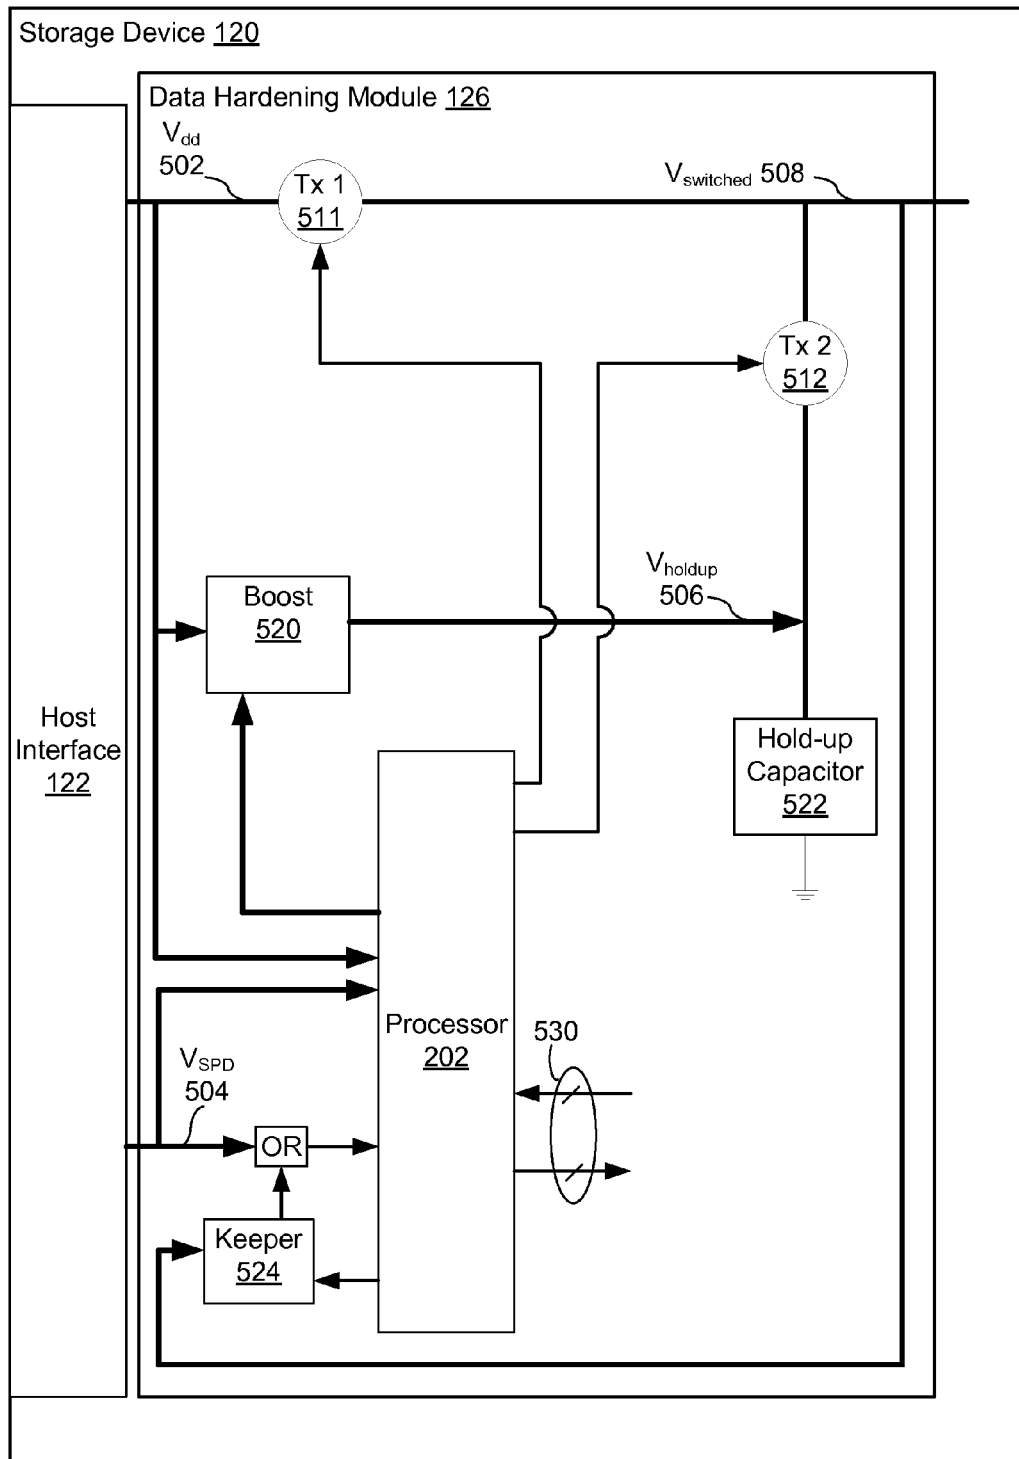 Storage Device 120
Data Hardening Module 126
Vdd
502
Tx 1
511
Vswitched 508
Tx 2
512
Vholdup
506
Boost
520
Host
Interface
122
Hold-up
Capacitor
522
Processor
202
530
VSPD
504
OR
Keeper
524